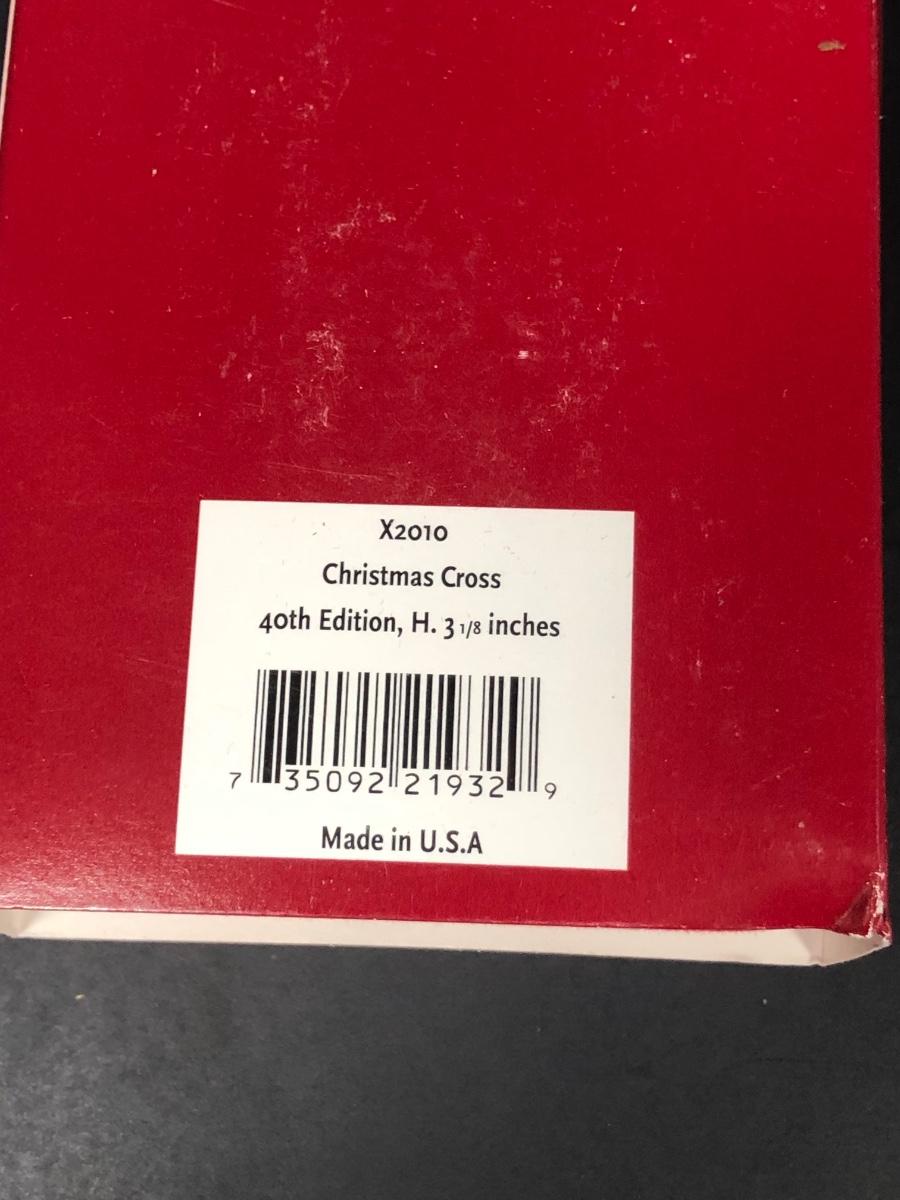 X2010
Christmas Cross
40th Edition, H. 3 1/8 inches
7 35092 21932 9
Made in U.S.A